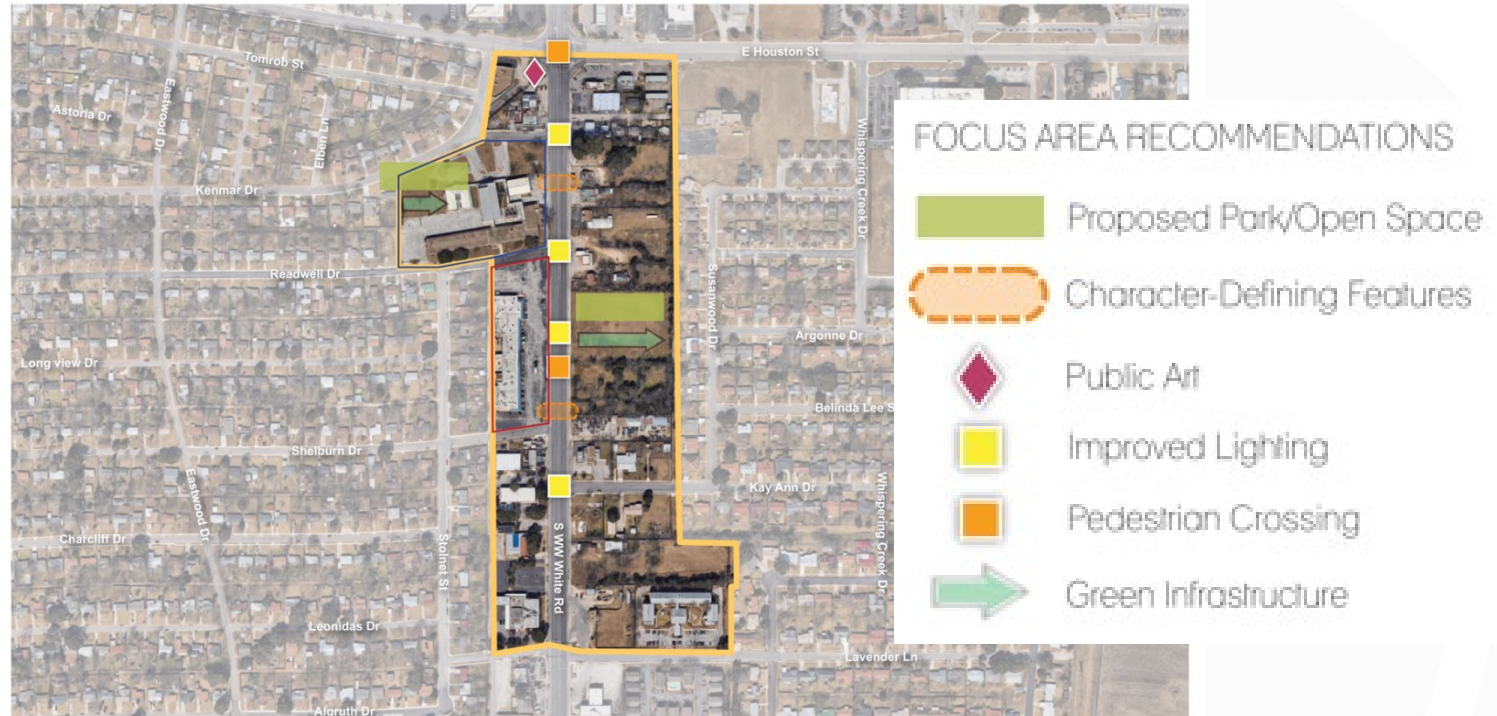 E Houston St
Tomrob St
Eastwood Dr
Astoria Dr
Elben Ln
Whispering Creek Dr
Kenmar Dr
Readwell Dr
Susanwood Dr
Argonne Dr
Long view Dr
Belinda Lee S
Shelburn Dr
Eastwood Dr
Kay Ann Dr
Whispering Creek Dr
Charcliff Dr
Stolnet St
S WW White Rd
Leonidas Dr
Lavender Ln
Algruth Dr
FOCUS AREA RECOMMENDATIONS
Proposed Park/Open Space
Character-Defining Features
Public Art
Improved Lighting
Pedestrian Crossing
Green Infrastructure